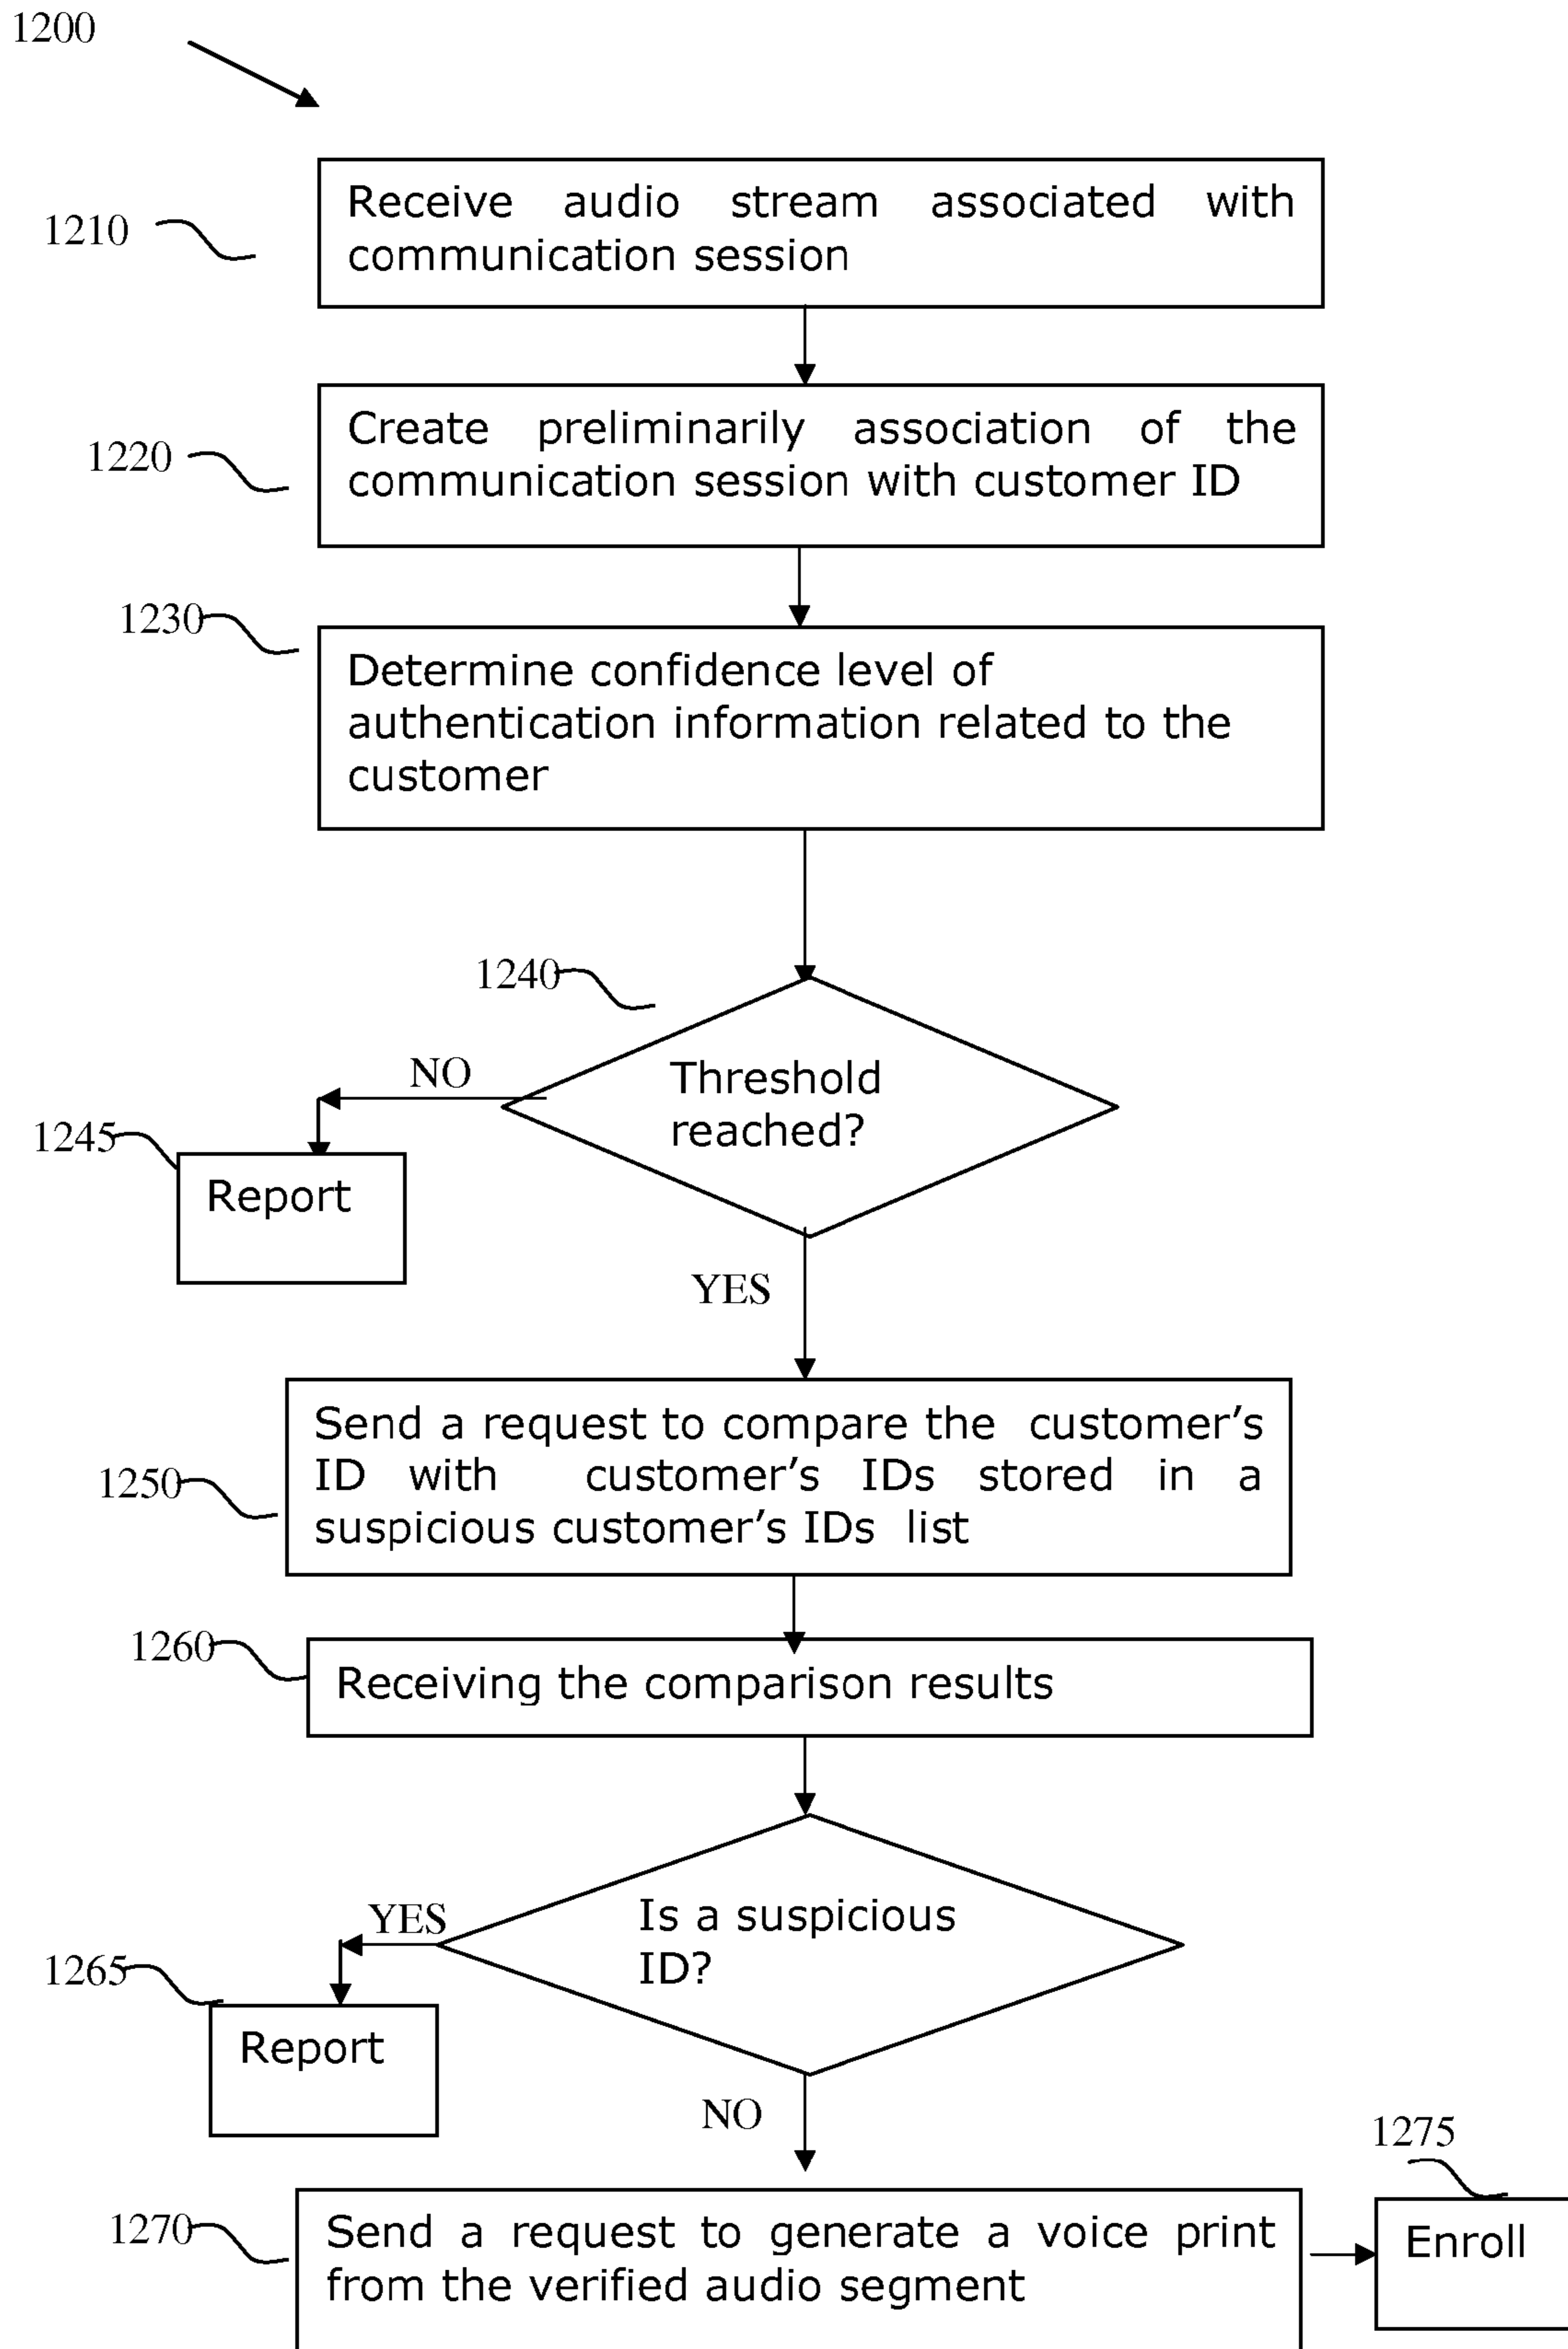 1200
1210
Receive audio stream associated with
communication session
1220
Create preliminarily association of the
communication session with customer ID
1230
Determine confidence level of
authentication information related to the
customer
1240
Threshold
reached?
NO
1245
Report
YES
1250
Send a request to compare the customer’s
ID with customer’s IDs stored in a
suspicious customer’s IDs list
1260
Receiving the comparison results
Is a suspicious
ID?
YES
1265
Report
NO
1270
Send a request to generate a voice print
from the verified audio segment
1275
Enroll